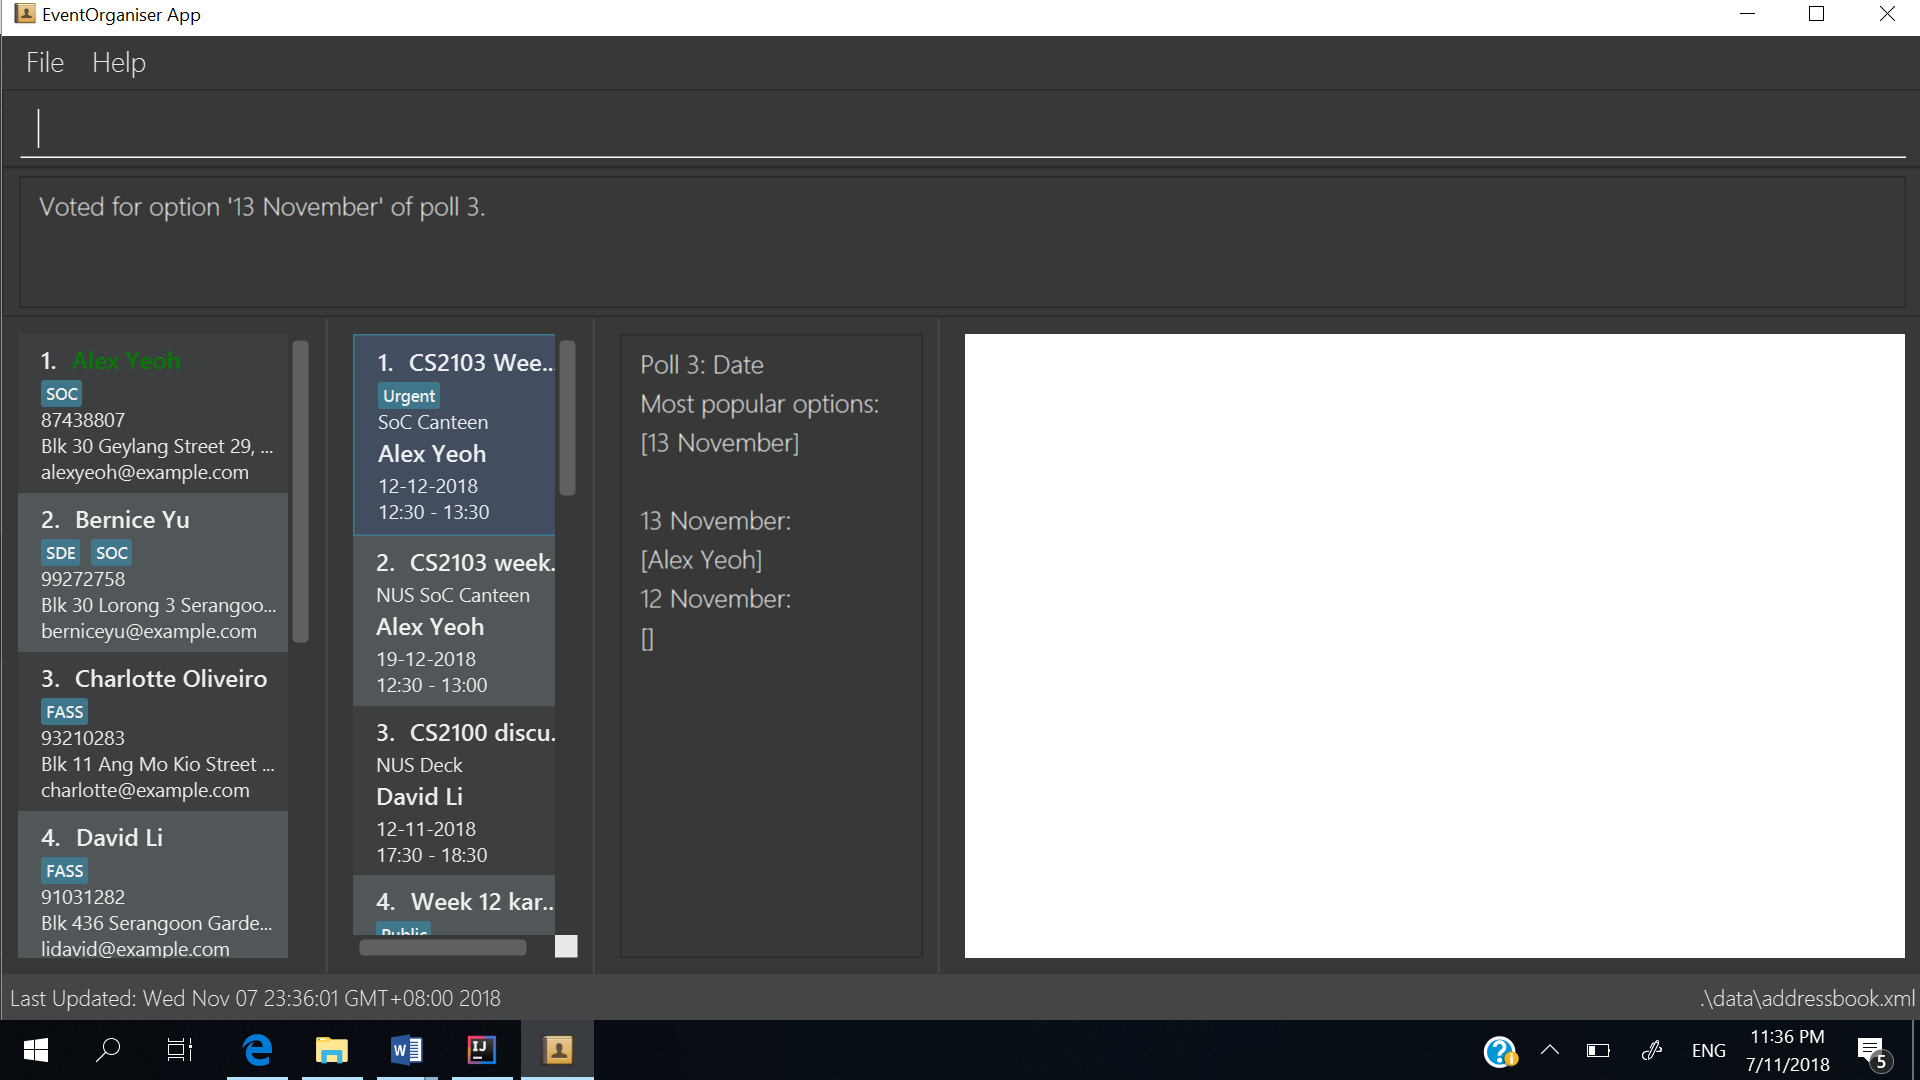 EventOrganiser App
File Help
Voted for option '13 November' of poll 3.
1. Alex Yeoh
SOC
87438807
Blk 30 Geylang Street 29, ...
alexyeoh@example.com
2. Bernice Yu
SDE SOC
99272758
Blk 30 Lorong 3 Serangoo...
berniceyu@example.com
3. Charlotte Oliveiro
FASS
93210283
Blk 11 Ang Mo Kio Street ...
charlotte@example.com
4. David Li
FASS
91031282
Blk 436 Serangoon Garde...
lidavid@example.com
1. CS2103 Wee...
Urgent
SoC Canteen
Alex Yeoh
12-12-2018
12:30 - 13:30
2. CS2103 week.
NUS SoC Canteen
Alex Yeoh
19-12-2018
12:30 - 13:00
3. CS2100 discu.
NUS Deck
David Li
12-11-2018
17:30 - 18:30
4. Week 12 kar...
Public
Poll 3: Date
Most popular options:
[13 November]
13 November:
[Alex Yeoh]
12 November:
[]
Last Updated: Wed Nov 07 23:36:01 GMT+08:00 2018
.\data\addressbook.xml
ENG
11:36 PM
7/11/2018
5